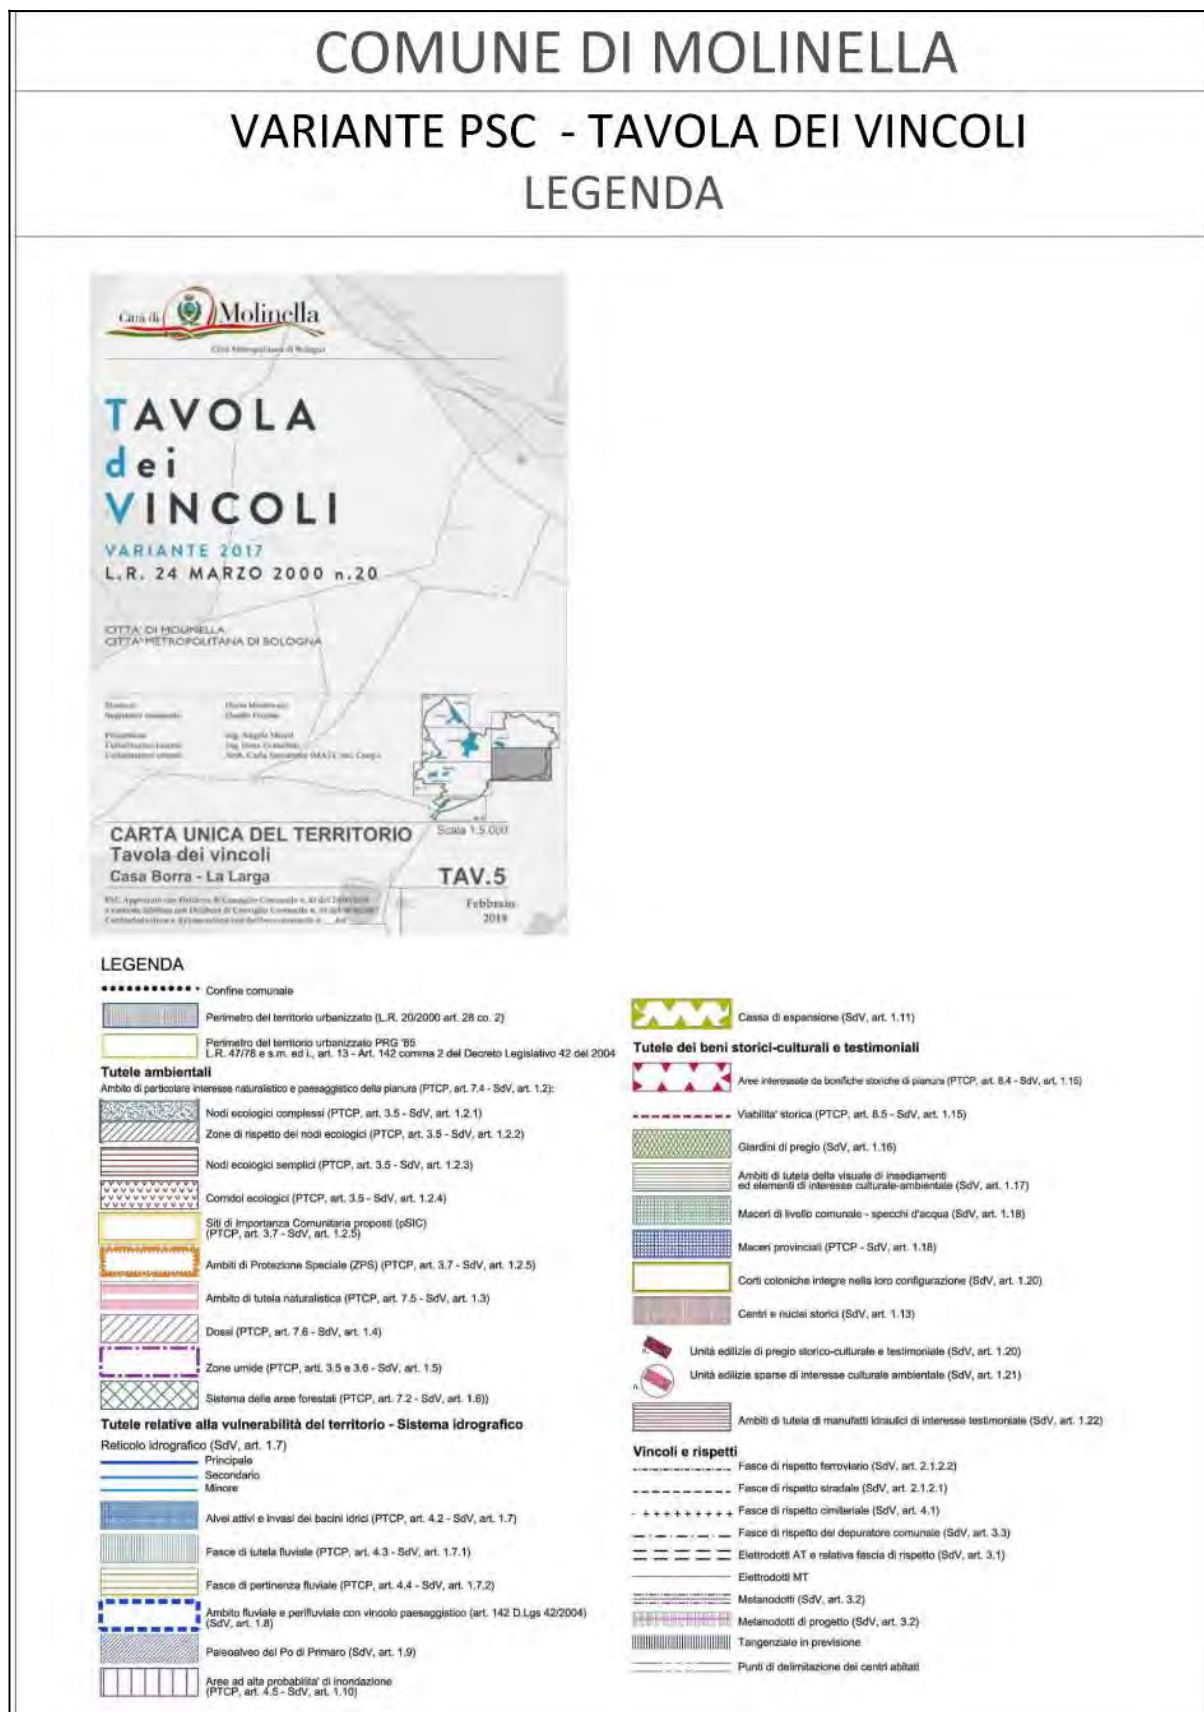 COMUNE DI MOLINELLA
VARIANTE PSC - TAVOLA DEI VINCOLI
LEGENDA
Città di Molinella
Città Metropolitana di Bologna
TAVOLA
dei
VINCOLI
VARIANTE 2017
L.R. 24 MARZO 2000 n.20
CITTA' DI MOLINELLA
CITTA' METROPOLITANA DI BOLOGNA
Scala 1:5.000
CARTA UNICA DEL TERRITORIO
Tavola dei vincoli
Casa Borra - La Larga
TAV.5
Febbraio
2018
LEGENDA
Confine comunale
Perimetro del territorio urbanizzato (L.R. 20/2000 art. 28 co. 2)
Perimetro del territorio urbanizzato PRG '85
L.R. 47/78 e s.m. ed i., art. 13 - Art. 142 comma 2 del Decreto Legislativo 42 del 2004
Tutele ambientali
Ambito di particolare interesse naturalistico e paesaggistico della pianura (PTCP, art. 7.4 - SdV, art. 1.2):
Nodi ecologici complessi (PTCP, art. 3.5 - SdV, art. 1.2.1)
Zone di rispetto dei nodi ecologici (PTCP, art. 3.5 - SdV, art. 1.2.2)
Nodi ecologici semplici (PTCP, art. 3.5 - SdV, art. 1.2.3)
Corridoi ecologici (PTCP, art. 3.5 - SdV, art. 1.2.4)
Siti di Importanza Comunitaria proposti (pSIC)
(PTCP, art. 3.7 - SdV, art. 1.2.5)
Ambiti di Protezione Speciale (ZPS) (PTCP, art. 3.7 - SdV, art. 1.2.5)
Ambito di tutela naturalistica (PTCP, art. 7.5 - SdV, art. 1.3)
Dossi (PTCP, art. 7.6 - SdV, art. 1.4)
Zone umide (PTCP, artt. 3.5 e 3.6 - SdV, art. 1.5)
Sistema delle aree forestali (PTCP, art. 7.2 - SdV, art. 1.6))
Tutele relative alla vulnerabilità del territorio - Sistema idrografico
Reticolo idrografico (SdV, art. 1.7)
Principale
Secondario
Minore
Alvei attivi e invasi dei bacini idrici (PTCP, art. 4.2 - SdV, art. 1.7)
Fasce di tutela fluviale (PTCP, art. 4.3 - SdV, art. 1.7.1)
Fasce di pertinenza fluviale (PTCP, art. 4.4 - SdV, art. 1.7.2)
Ambito fluviale e perifluviale con vincolo paesaggistico (art. 142 D.Lgs 42/2004)
(SdV, art. 1.8)
Paleoalveo del Po di Primaro (SdV, art. 1.9)
Aree ad alta probabilita' di inondazione
(PTCP, art. 4.5 - SdV, art. 1.10)
Cassa di espansione (SdV, art. 1.11)
Tutele dei beni storici-culturali e testimoniali
Aree interessate da bonifiche storiche di pianura (PTCP, art. 8.4 - SdV, art. 1.15)
Viabilita' storica (PTCP, art. 8.5 - SdV, art. 1.15)
Giardini di pregio (SdV, art. 1.16)
Ambiti di tutela della visuale di insediamenti
ed elementi di interesse culturale-ambientale (SdV, art. 1.17)
Maceri di livello comunale - specchi d'acqua (SdV, art. 1.18)
Maceri provinciali (PTCP - SdV, art. 1.18)
Corti coloniche integre nella loro configurazione (SdV, art. 1.20)
Centri e nuclei storici (SdV, art. 1.13)
n. Unità edilizie di pregio storico-culturale e testimoniale (SdV, art. 1.20)
n. Unità edilizie sparse di interesse culturale ambientale (SdV, art. 1.21)
Ambiti di tutela di manufatti idraulici di interesse testimoniale (SdV, art. 1.22)
Vincoli e rispetti
Fasce di rispetto ferroviario (SdV, art. 2.1.2.2)
Fasce di rispetto stradale (SdV, art. 2.1.2.1)
Fasce di rispetto cimiteriale (SdV, art. 4.1)
Fasce di rispetto del depuratore comunale (SdV, art. 3.3)
Elettrodotti AT e relative fascia di rispetto (SdV, art. 3.1)
Elettrodotti MT
Metanodotti (SdV, art. 3.2)
Metanodotti di progetto (SdV, art. 3.2)
Tangenziale in previsione
Punti di delimitazione dei centri abitati